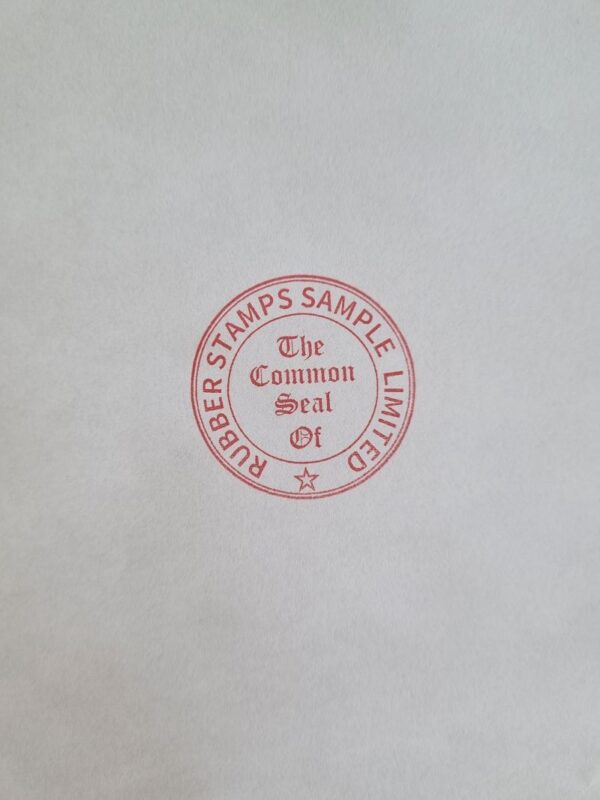 RUBBER STAMPS SAMPLE LIMITED
The
Common
Seal
Of